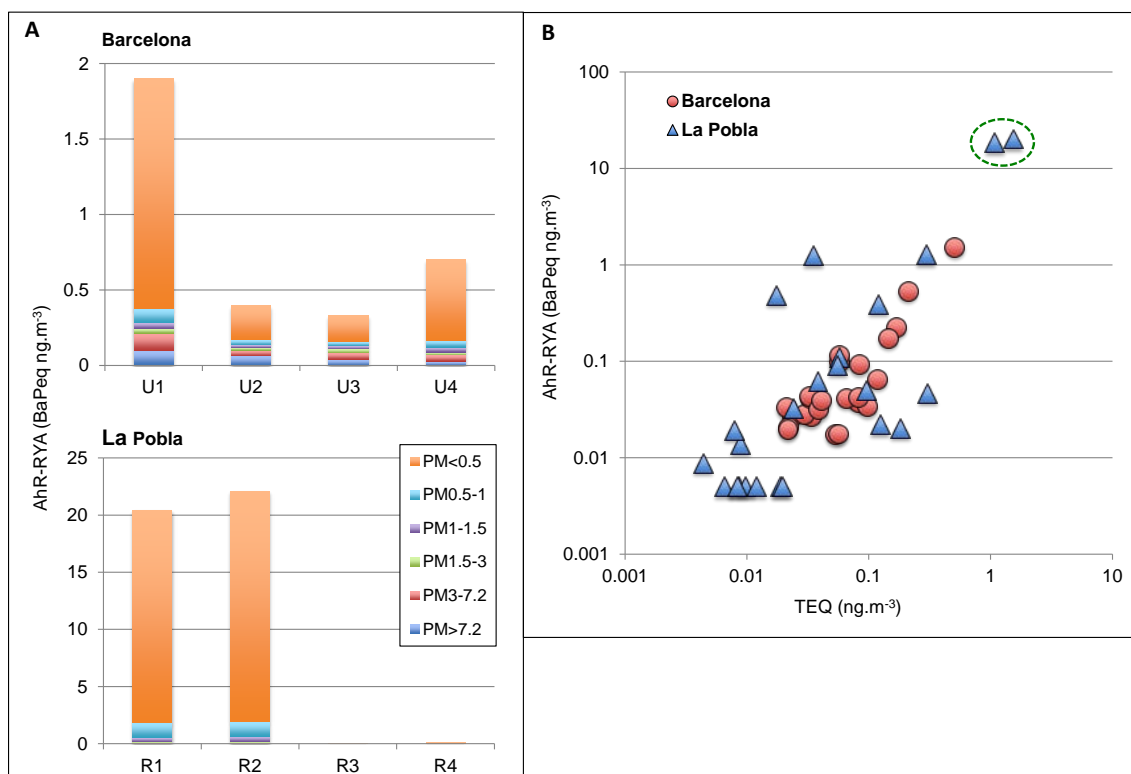 A
Barcelona
2
1.5
1
0.5
0
U1 U2 U3 U4
AhR-RYA (BaPeq ng.m-3)
La Pobla
25
20
15
10
5
0
R1 R2 R3 R4
PM<0.5
PM0.5-1
PM1-1.5
PM1.5-3
PM3-7.2
PM>7.2
B
Barcelona
La Pobla
AhR-RYA (BaPeq ng.m-3)
100
10
1
0.1
0.01
0.001
0.001 0.01 0.1 1 10
TEQ (ng.m-3)